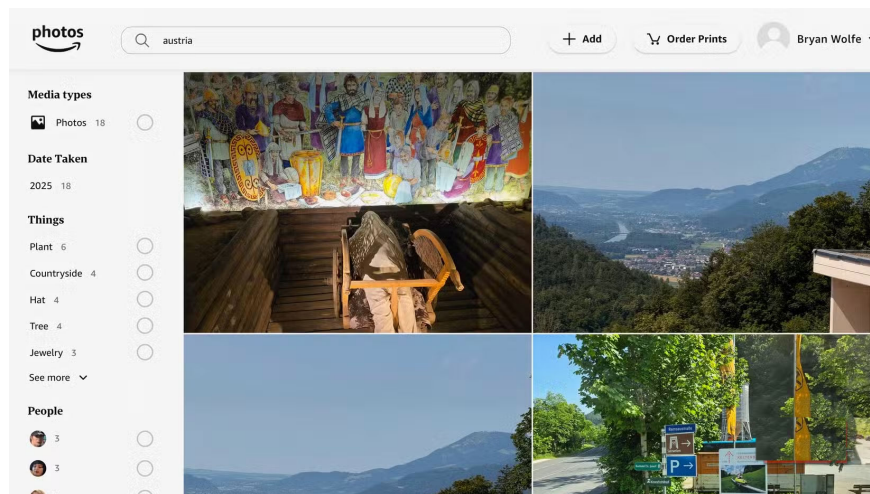 photos
austria
Add
Order Prints
Bryan Wolfe
Media types
Photos 18
Date Taken
2025 18
Things
Plant 6
Countryside 4
Hat 4
Tree 4
Jewelry 3
See more
People
3
3
P